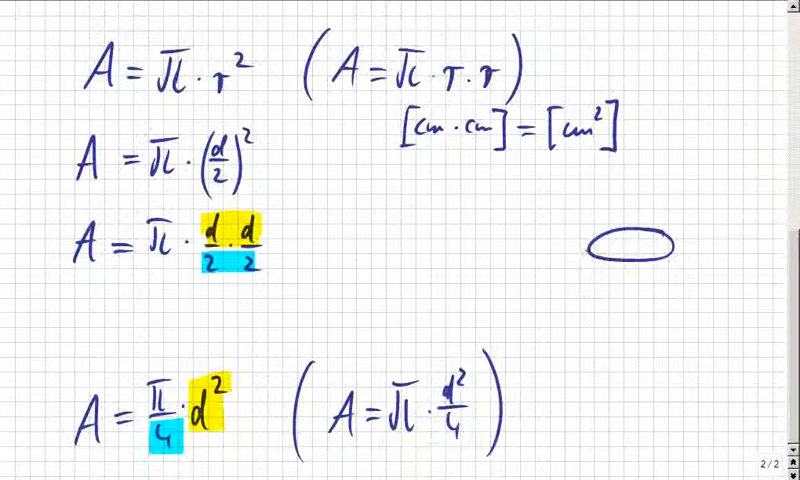 A = π · r² (A = π · r · r)
[cm · cm] = [cm²]
A = π · (d/2)²
A = π · d/2 · d/2
A = π/4 · d² (A = π · d²/4)
2/2